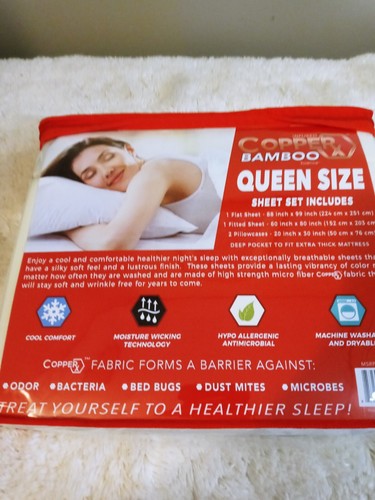 COPPER RX
BAMBOO
QUEEN SIZE
SHEET SET INCLUDES
1 Flat Sheet - 88 inch x 99 inch (224 cm x 251 cm)
1 Fitted Sheet - 60 inch x 80 inch (152 cm x 203 cm
2 Pillowcases - 20 inch x 30 inch (50 cm x 76 cm
DEEP POCKET TO FIT EXTRA THICK MATTRESS
Enjoy a cool and comfortable healthier night's sleep with exceptionally breathable sheets tha
have a silky soft feel and a lustrous finish. These sheets provide a lasting vibrancy of color n
matter how often they are washed and are made of high strength micro fiber COPPER RX fabric th
will stay soft and wrinkle free for years to come.
COOL COMFORT
MOISTURE WICKING
TECHNOLOGY
HYPO ALLERGENIC
ANTIMICROBIAL
MACHINE WASHA
AND DRYABL
COPPER RX™ FABRIC FORMS A BARRIER AGAINST:
• ODOR • BACTERIA • BED BUGS • DUST MITES • MICROBES
TREAT YOURSELF TO A HEALTHIER SLEEP!